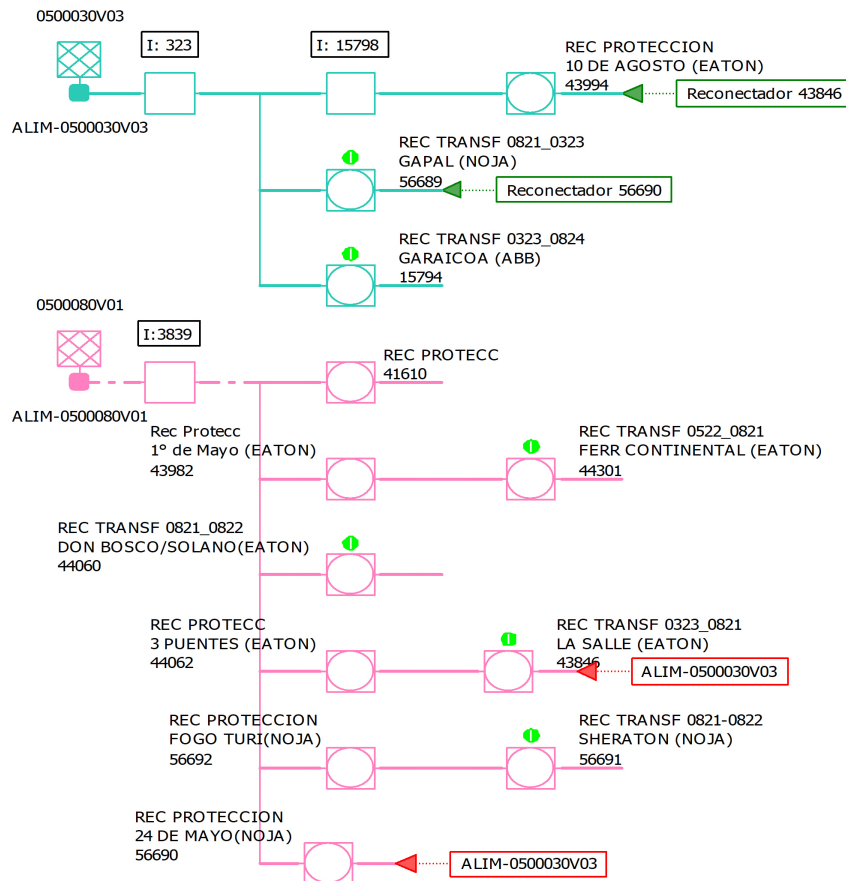 0500030V03
I: 323
I: 15798
REC PROTECCION
10 DE AGOSTO (EATON)
43994
Reconectador 43846
ALIM-0500030V03
REC TRANSF 0821_0323
GAPAL (NOJA)
56689
Reconectador 56690
REC TRANSF 0323_0824
GARAICOA (ABB)
15794
0500080V01
I:3839
REC PROTECC
41610
ALIM-0500080V01
Rec Protecc
1° de Mayo (EATON)
43982
REC TRANSF 0522_0821
FERR CONTINENTAL (EATON)
44301
REC TRANSF 0821_0822
DON BOSCO/SOLANO(EATON)
44060
REC PROTECC
3 PUENTES (EATON)
44062
REC TRANSF 0323_0821
LA SALLE (EATON)
43846
ALIM-0500030V03
REC PROTECCION
FOGO TURI(NOJA)
56692
REC TRANSF 0821-0822
SHERATON (NOJA)
56691
REC PROTECCION
24 DE MAYO(NOJA)
56690
ALIM-0500030V03